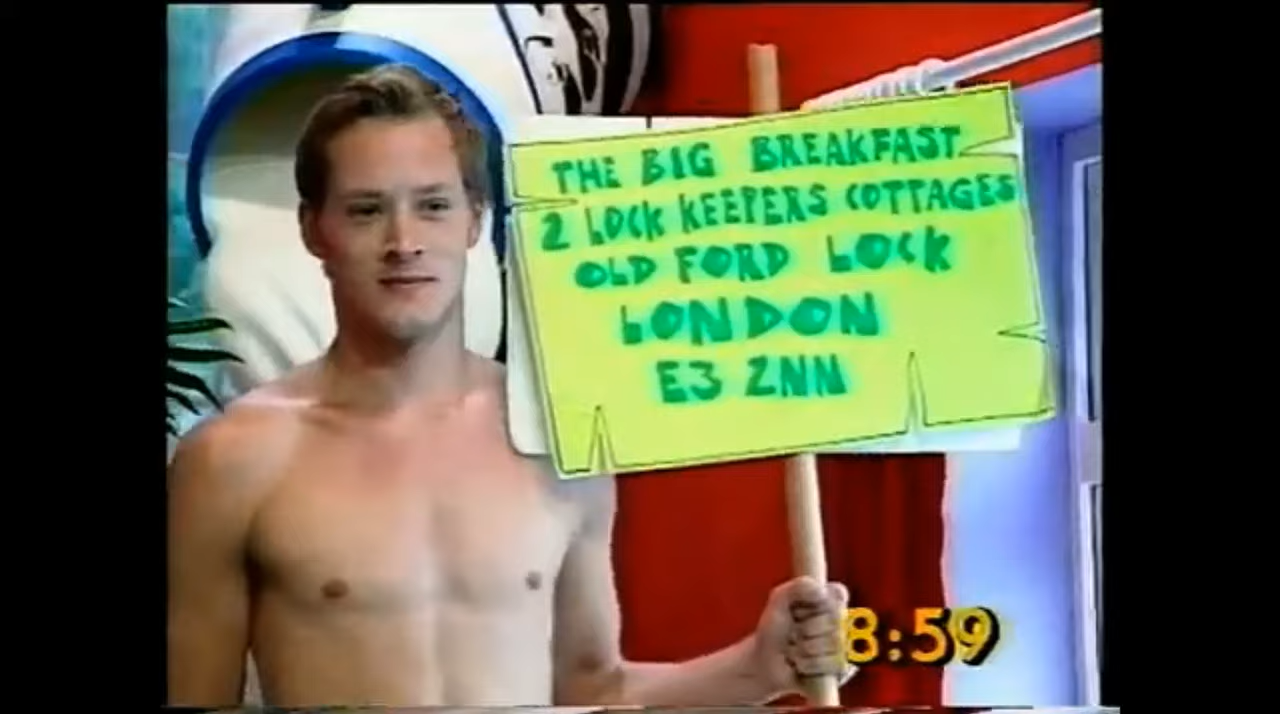 THE BIG BREAKFAST
2 LOCK KEEPERS COTTAGES
OLD FORD LOCK
LONDON
E3 2NN
8:59